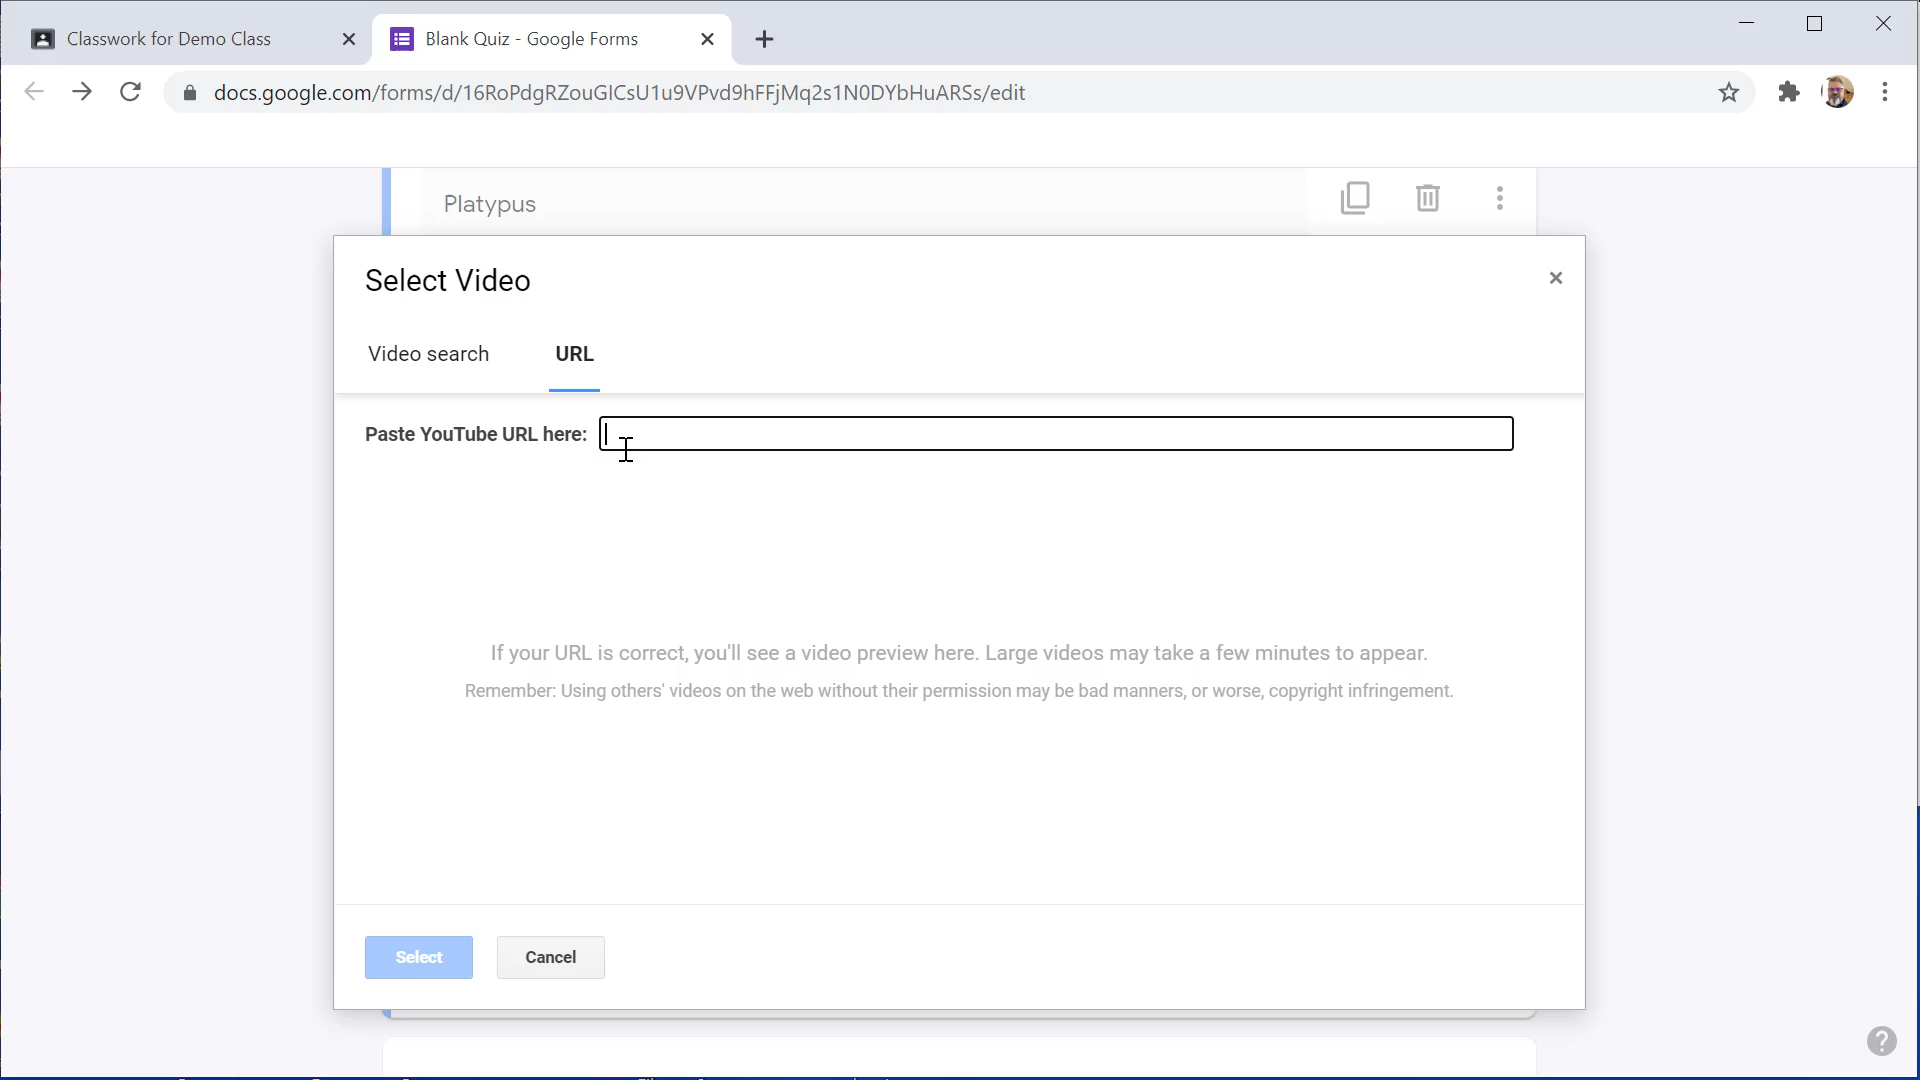 Classwork for Demo Class
Blank Quiz - Google Forms
docs.google.com/forms/d/16RoPdgRZouGICsU1u9VPvd9hFFjMq2s1N0DYbHuARSs/edit
Platypus
Select Video
Video search
URL
Paste YouTube URL here:
If your URL is correct, you'll see a video preview here. Large videos may take a few minutes to appear.
Remember: Using others' videos on the web without their permission may be bad manners, or worse, copyright infringement.
Select
Cancel